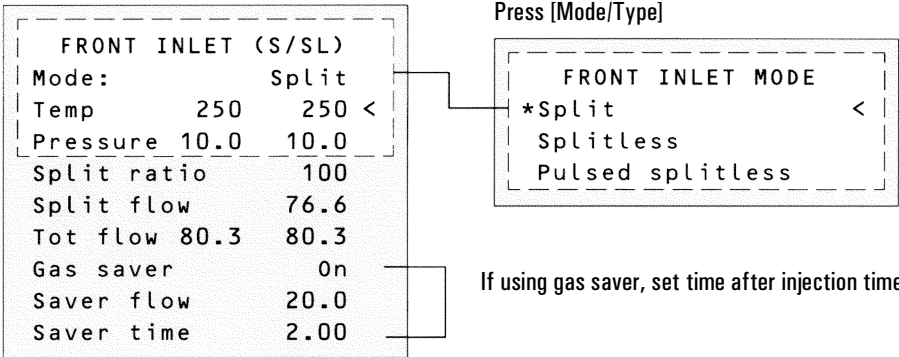 FRONT INLET (S/SL)
Mode: Split
Temp 250 250 <
Pressure 10.0 10.0
Split ratio 100
Split flow 76.6
Tot flow 80.3 80.3
Gas saver On
Saver flow 20.0
Saver time 2.00
Press [Mode/Type]
FRONT INLET MODE
*Split <
Splitless
Pulsed splitless
If using gas saver, set time after injection time